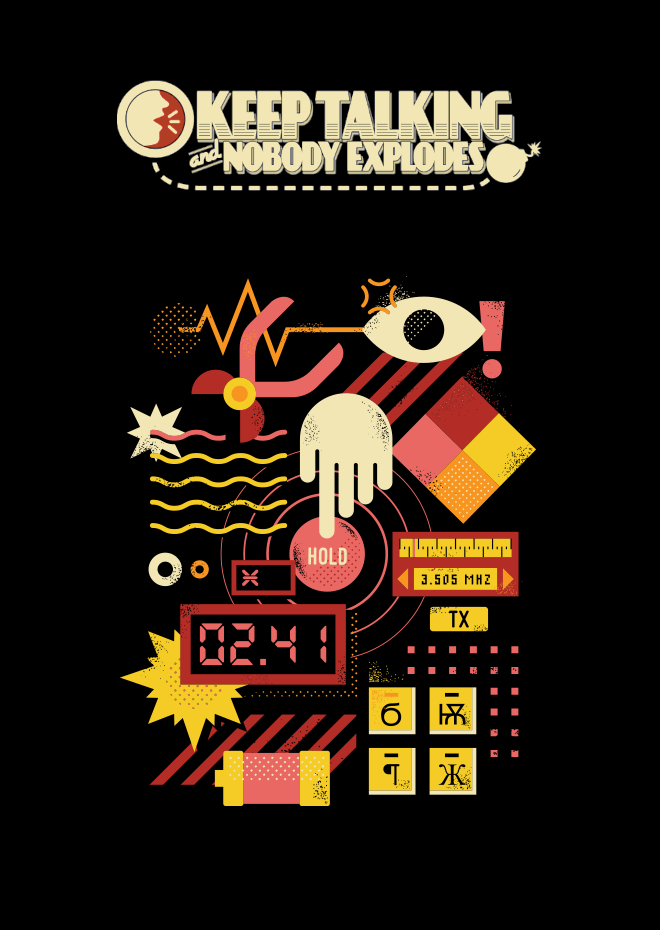 KEEP TALKING
and NOBODY EXPLODES
!
HOLD
3.505 MHZ
02.41
TX
б Ѭ
¶ Ж